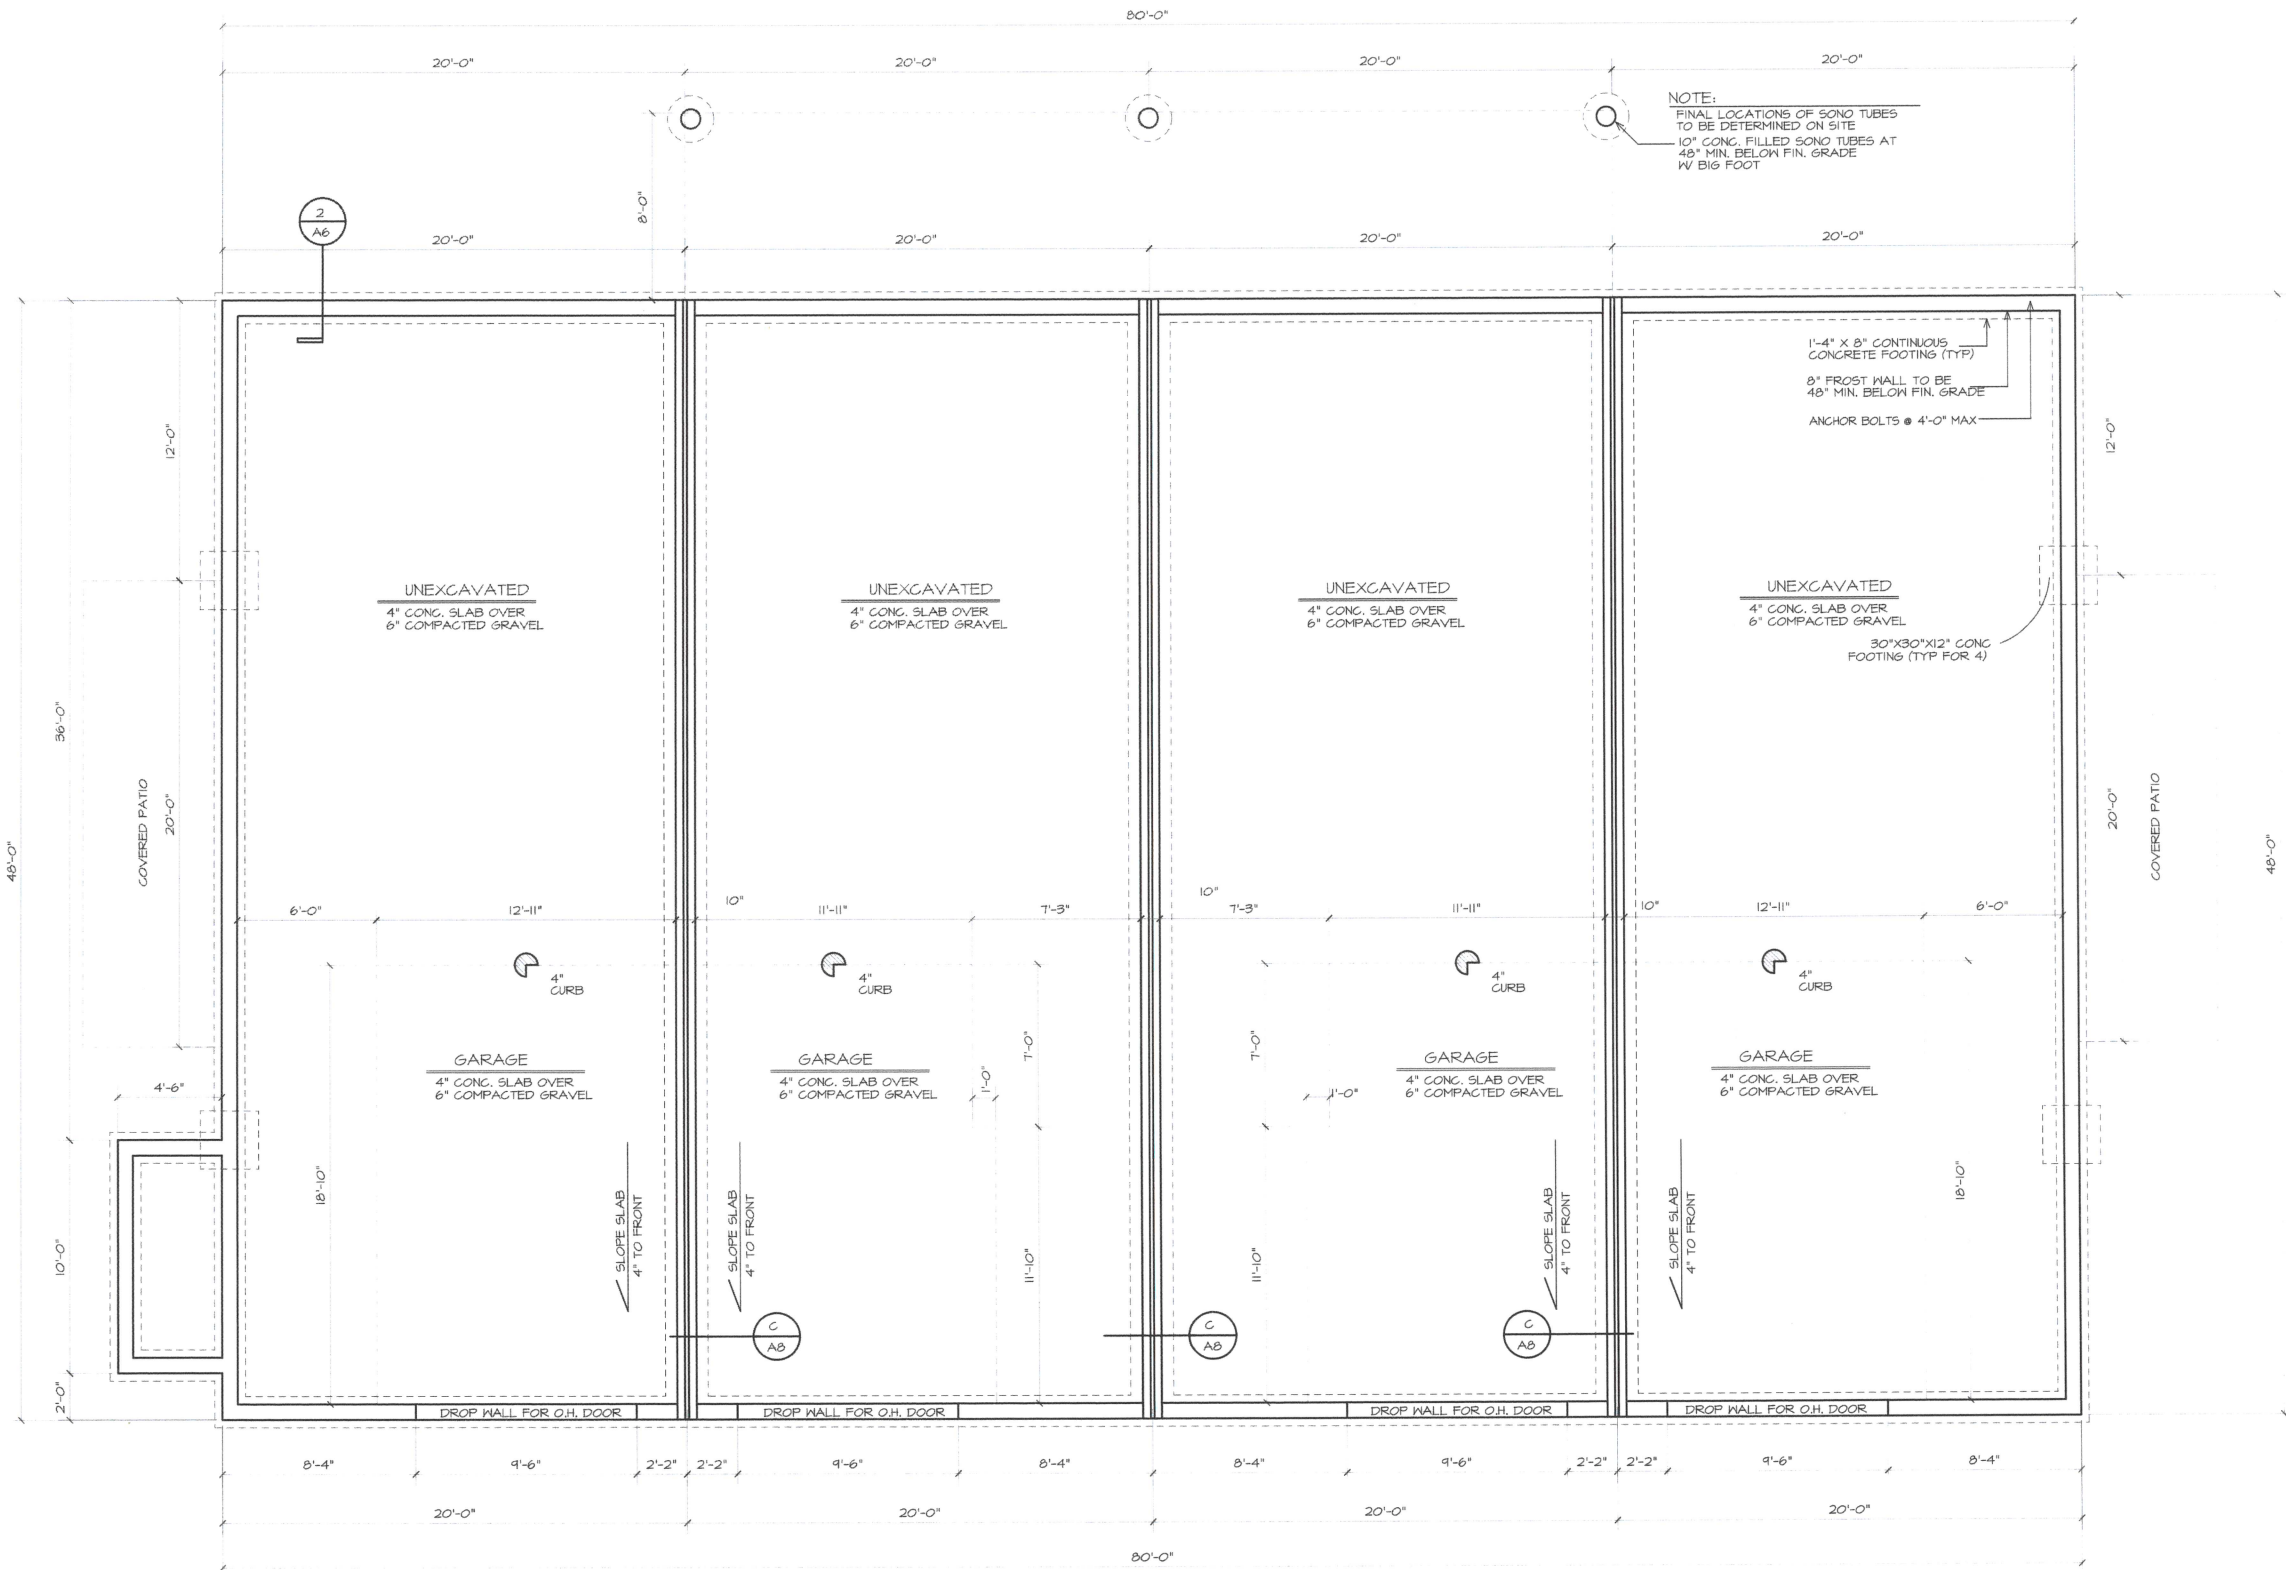 80'-0"
20'-0"
20'-0"
20'-0"
20'-0"
NOTE:
FINAL LOCATIONS OF SONO TUBES
TO BE DETERMINED ON SITE
10" CONC. FILLED SONO TUBES AT
48" MIN. BELOW FIN. GRADE
W/ BIG FOOT
8'-0"
2
A6
20'-0"
20'-0"
20'-0"
20'-0"
1'-4" X 8" CONTINUOUS
CONCRETE FOOTING (TYP)
8" FROST WALL TO BE
48" MIN. BELOW FIN. GRADE
ANCHOR BOLTS @ 4'-0" MAX
12'-0"
12'-0"
UNEXCAVATED
4" CONC. SLAB OVER
6" COMPACTED GRAVEL
UNEXCAVATED
4" CONC. SLAB OVER
6" COMPACTED GRAVEL
UNEXCAVATED
4" CONC. SLAB OVER
6" COMPACTED GRAVEL
UNEXCAVATED
4" CONC. SLAB OVER
6" COMPACTED GRAVEL
30"X30"X12" CONC
FOOTING (TYP FOR 4)
36'-0"
48'-0"
COVERED PATIO
20'-0"
20'-0"
COVERED PATIO
48'-0"
6'-0"
12'-11"
10"
11'-11"
7'-3"
10"
7'-3"
11'-11"
10"
12'-11"
6'-0"
4"
CURB
4"
CURB
4"
CURB
4"
CURB
7'-0"
7'-0"
GARAGE
4" CONC. SLAB OVER
6" COMPACTED GRAVEL
GARAGE
4" CONC. SLAB OVER
6" COMPACTED GRAVEL
1'-0"
1'-0"
GARAGE
4" CONC. SLAB OVER
6" COMPACTED GRAVEL
GARAGE
4" CONC. SLAB OVER
6" COMPACTED GRAVEL
4'-6"
18'-10"
SLOPE SLAB
4" TO FRONT
SLOPE SLAB
4" TO FRONT
11'-10"
11'-10"
SLOPE SLAB
4" TO FRONT
SLOPE SLAB
4" TO FRONT
18'-10"
10'-0"
2'-0"
C
A8
C
A8
C
A8
DROP WALL FOR O.H. DOOR
DROP WALL FOR O.H. DOOR
DROP WALL FOR O.H. DOOR
DROP WALL FOR O.H. DOOR
8'-4"
9'-6"
2'-2"
2'-2"
9'-6"
8'-4"
8'-4"
9'-6"
2'-2"
2'-2"
9'-6"
8'-4"
20'-0"
20'-0"
20'-0"
20'-0"
80'-0"